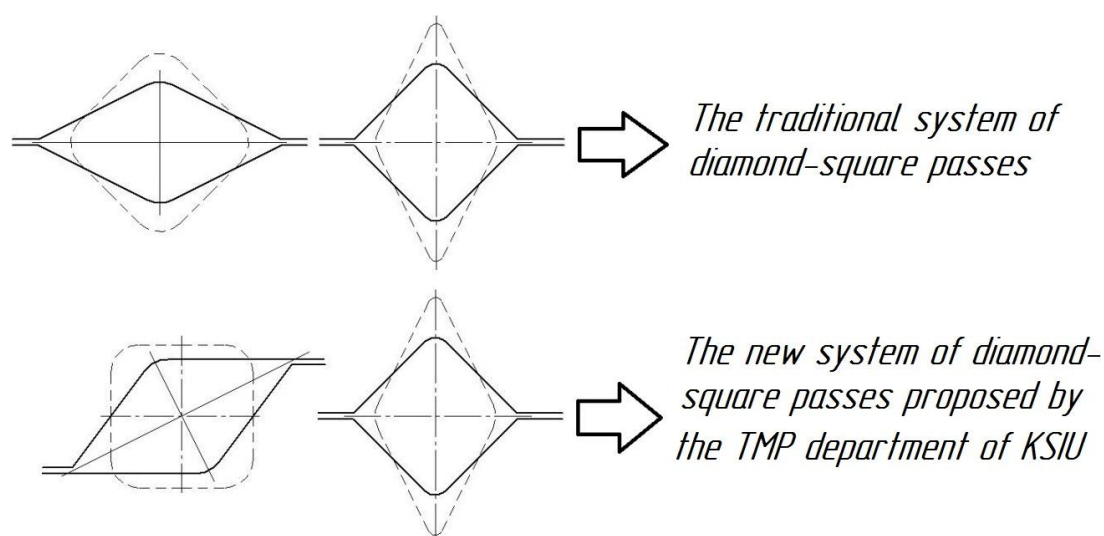 The traditional system of
diamond-square passes
The new system of diamond-
square passes proposed by
the TMP department of KSIU